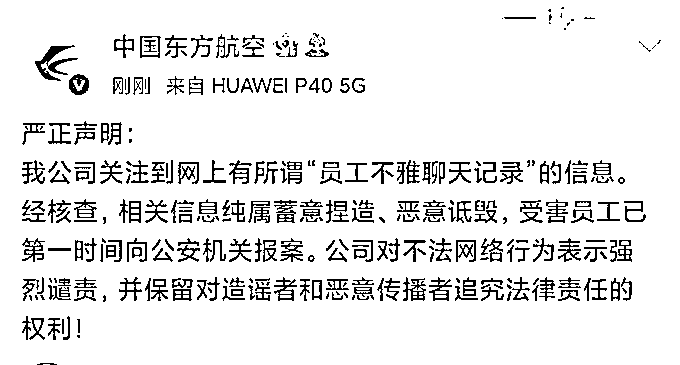 中国东方航空
刚刚 来自 HUAWEI P40 5G
严正声明：
我公司关注到网上有所谓“员工不雅聊天记录”的信息。
经核查，相关信息纯属蓄意捏造、恶意诋毁，受害员工已
第一时间向公安机关报案。公司对不法网络行为表示强
烈谴责，并保留对造谣者和恶意传播者追究法律责任的
权利！